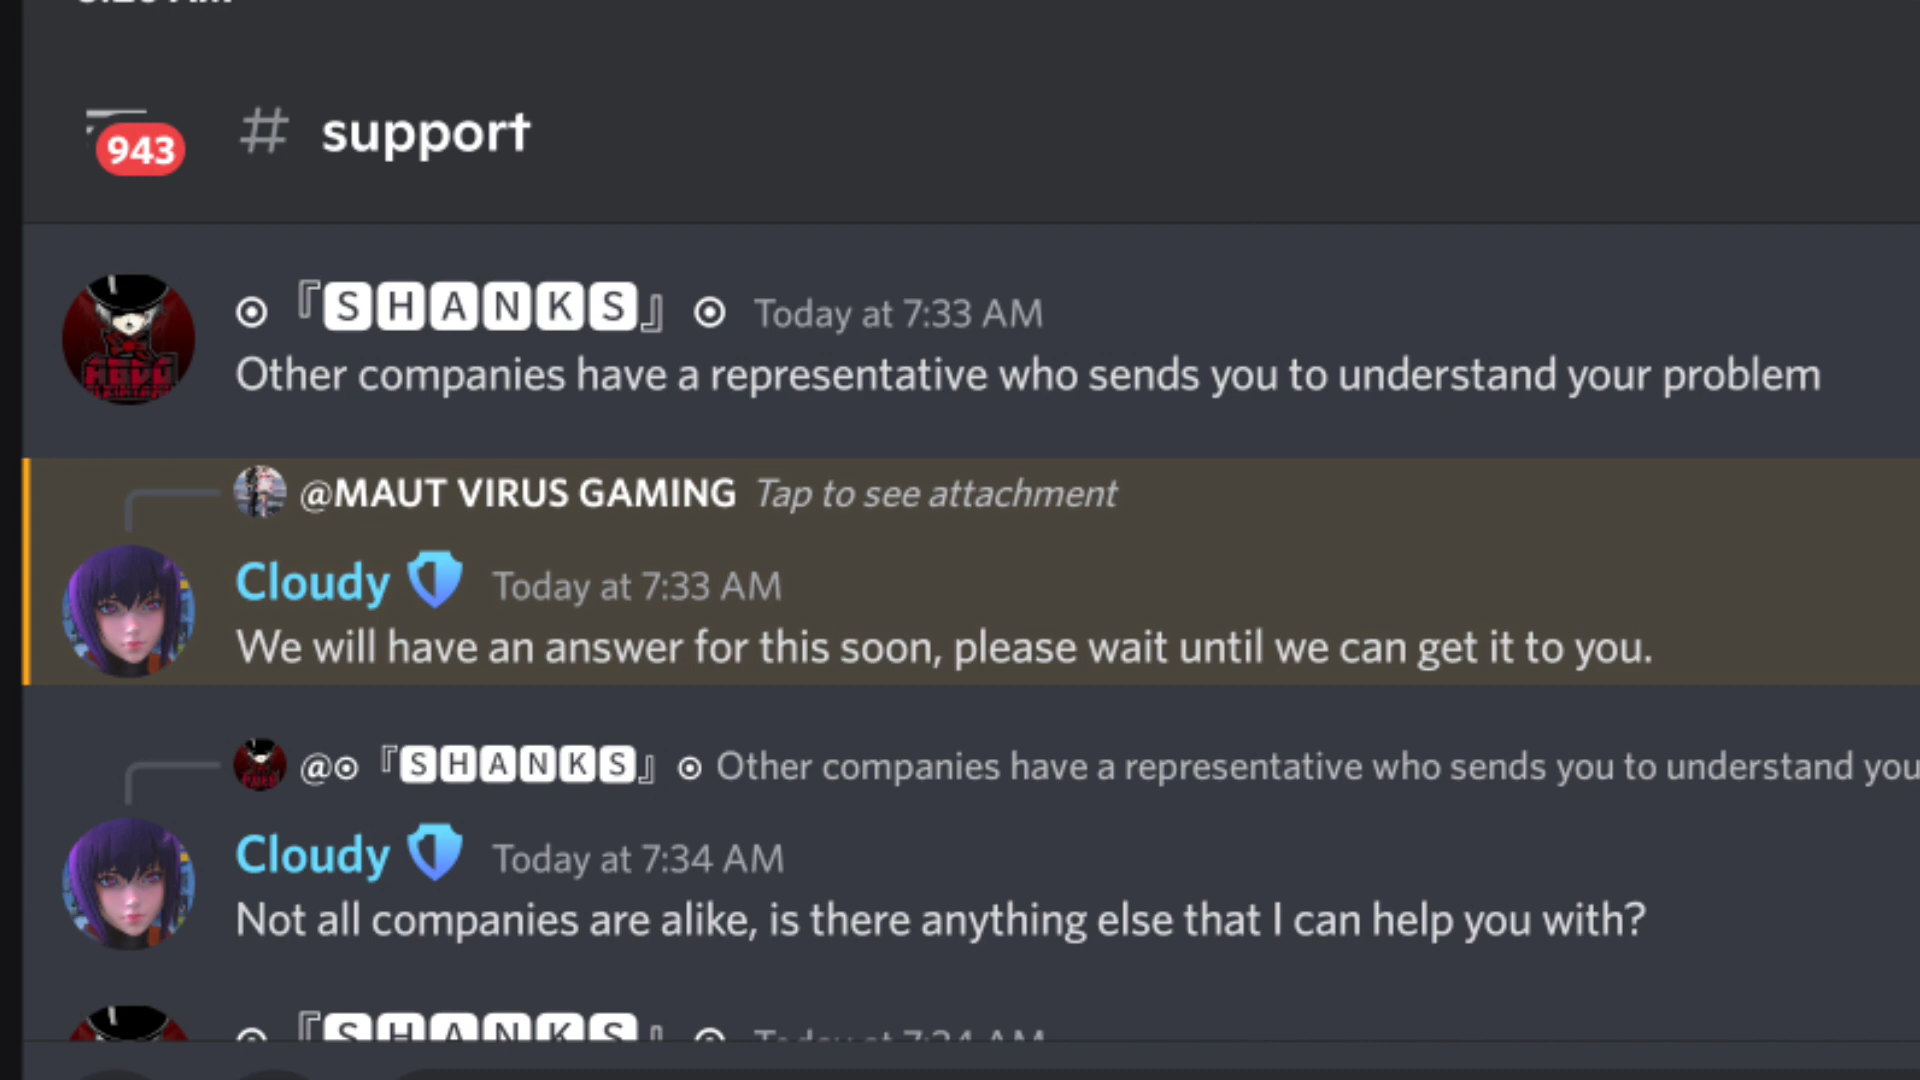 943
# support
⊙ 『🆂🅷🅰🅽🅺🆂』 ⊙ Today at 7:33 AM
Other companies have a representative who sends you to understand your problem
@MAUT VIRUS GAMING Tap to see attachment
Cloudy Today at 7:33 AM
We will have an answer for this soon, please wait until we can get it to you.
@⊙ 『🆂🅷🅰🅽🅺🆂』 ⊙ Other companies have a representative who sends you to understand you
Cloudy Today at 7:34 AM
Not all companies are alike, is there anything else that I can help you with?
⊙ 『🆂🅷🅰🅽🅺🆂』 ⊙ Today at 7:34 AM